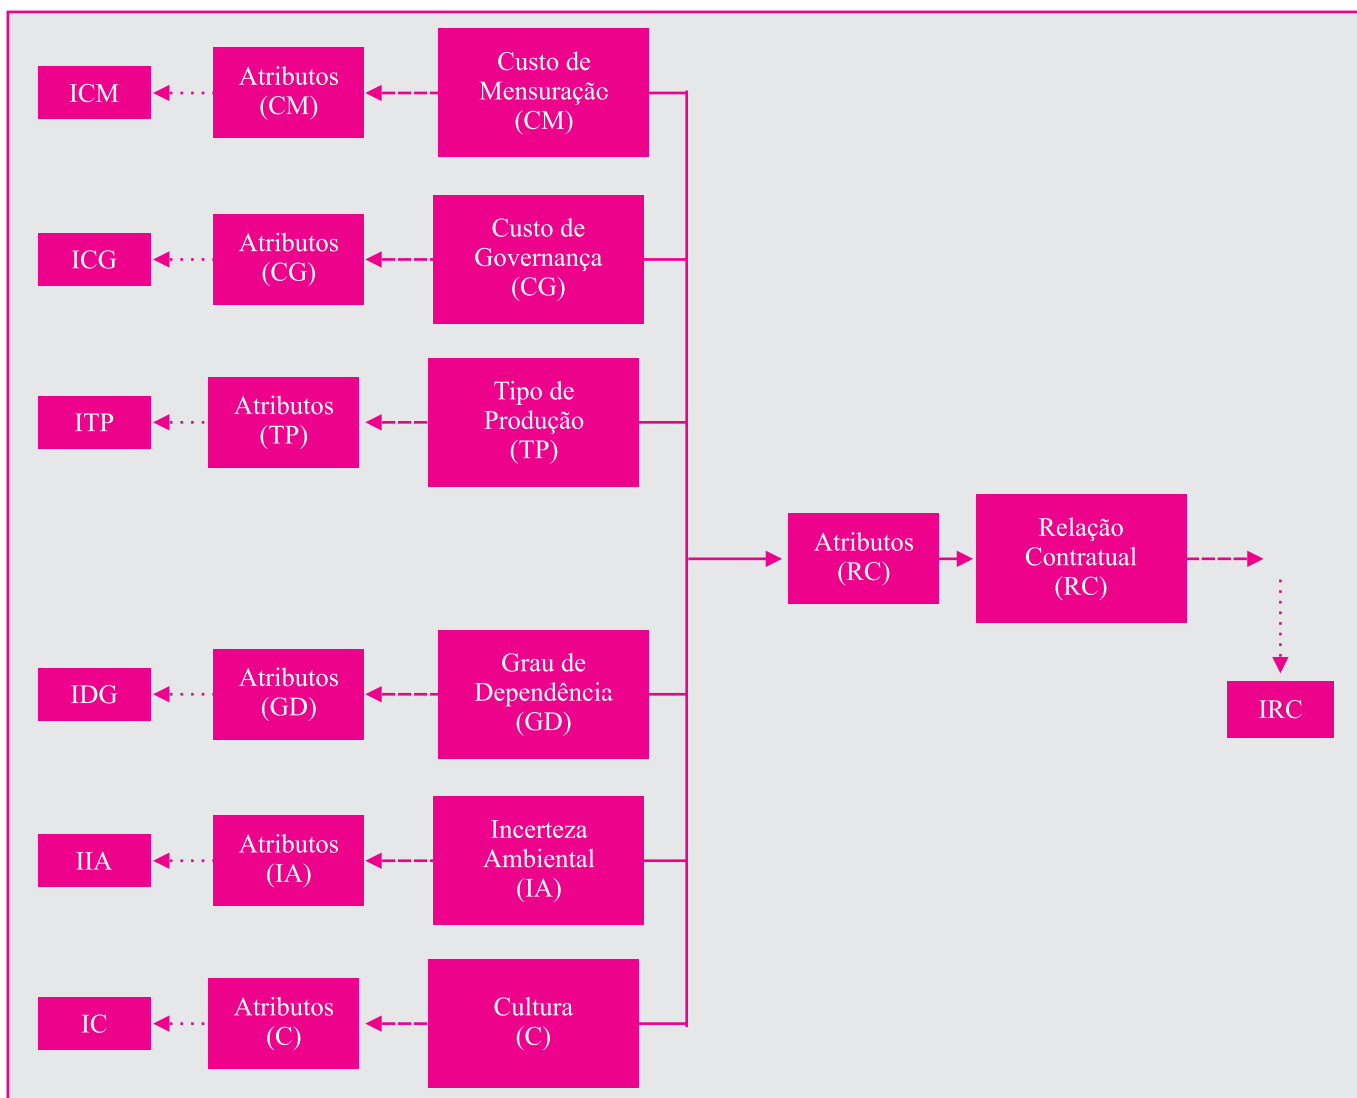 ICM
Atributos
(CM)
Custo de
Mensuração
(CM)
ICG
Atributos
(CG)
Custo de
Governança
(CG)
ITP
Atributos
(TP)
Tipo de
Produção
(TP)
Atributos
(RC)
Relação
Contratual
(RC)
IDG
Atributos
(GD)
Grau de
Dependência
(GD)
IRC
IIA
Atributos
(IA)
Incerteza
Ambiental
(IA)
IC
Atributos
(C)
Cultura
(C)